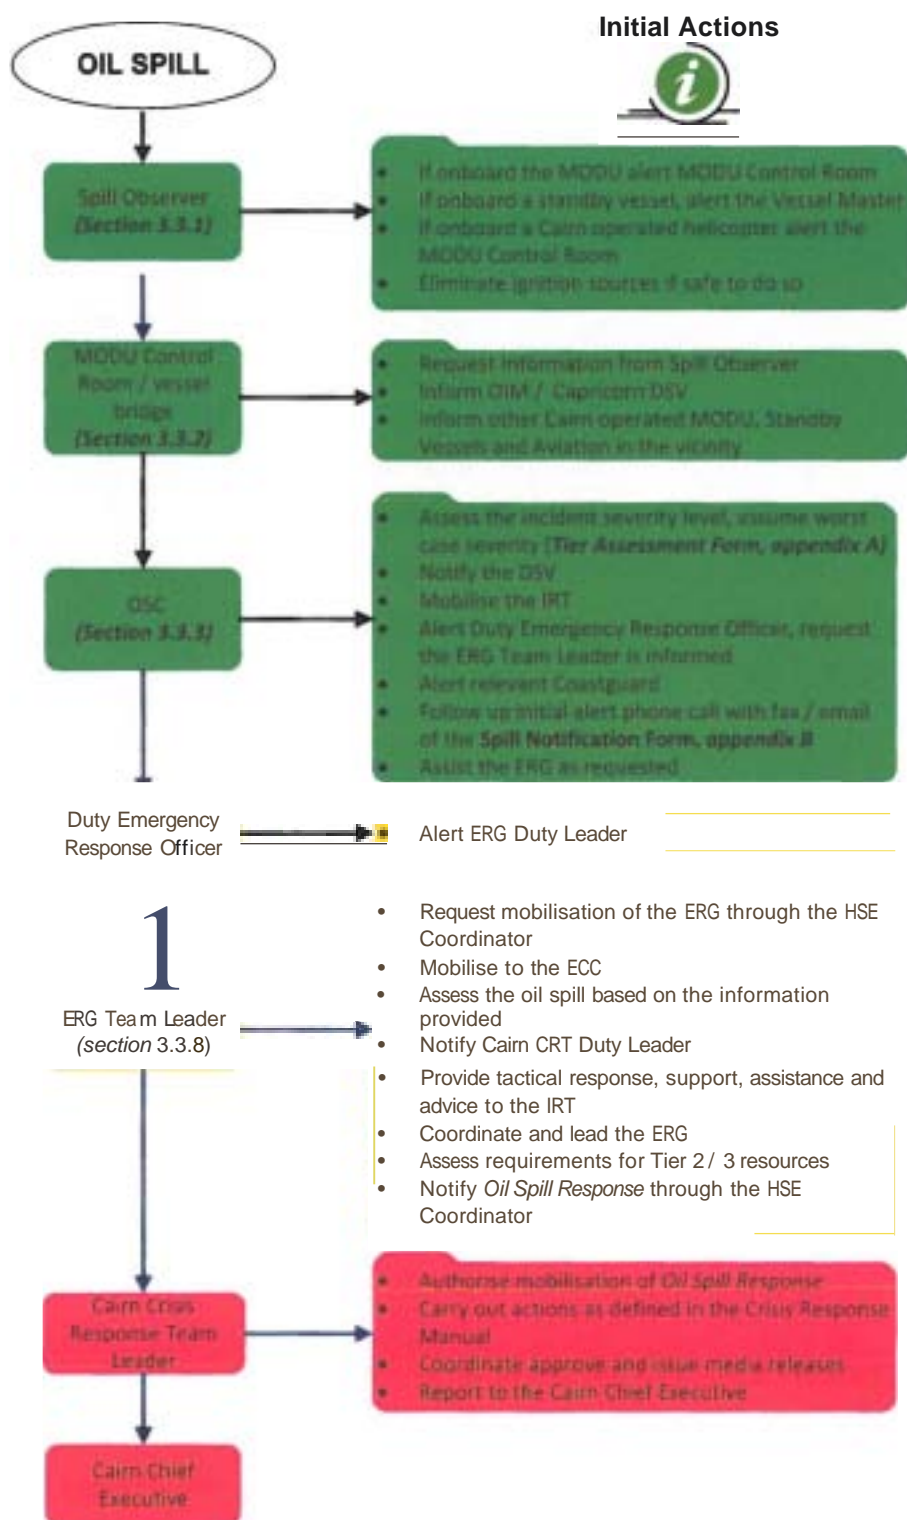 Initial Actions
OIL SPILL
i
Spill Observer
(Section 3.3.1)
• If onboard the MODU alert MODU Control Room
• If onboard a standby vessel, alert the Vessel Master
• If onboard a Cairn operated helicopter alert the
MODU Control Room
• Eliminate ignition sources if safe to do so
MODU Control
Room / vessel
bridge
(Section 3.3.2)
• Request Information from Spill Observer
• Inform OIM / Capricorn DSV
• Inform other Cairn operated MODU, Standby
Vessels and Aviation in the vicinity
OSC
(Section 3.3.3)
• Assess the incident severity level, assume worst
case severity (Tier Assessment Form, appendix A)
• Notify the DSV
• Mobilise the IRT
• Alert Duty Emergency Response Officer, request
the ERG Team Leader is informed
• Alert relevant Coastguard
• Follow up initial alert phone call with fax / email
of the Spill Notification Form, appendix B
• Assist the ERG as requested
Duty Emergency
Response Officer
• Alert ERG Duty Leader
1
ERG Team Leader
(section 3.3.8)
• Request mobilisation of the ERG through the HSE
Coordinator
• Mobilise to the ECC
• Assess the oil spill based on the information
provided
• Notify Cairn CRT Duty Leader
• Provide tactical response, support, assistance and
advice to the IRT
• Coordinate and lead the ERG
• Assess requirements for Tier 2 / 3 resources
• Notify Oil Spill Response through the HSE
Coordinator
Cairn Crisis
Response Team
Leader
• Authorise mobilisation of Oil Spill Response
• Carry out actions as defined in the Crisis Response
Manual
• Coordinate approve and issue media releases
• Report to the Cairn Chief Executive
Cairn Chief
Executive